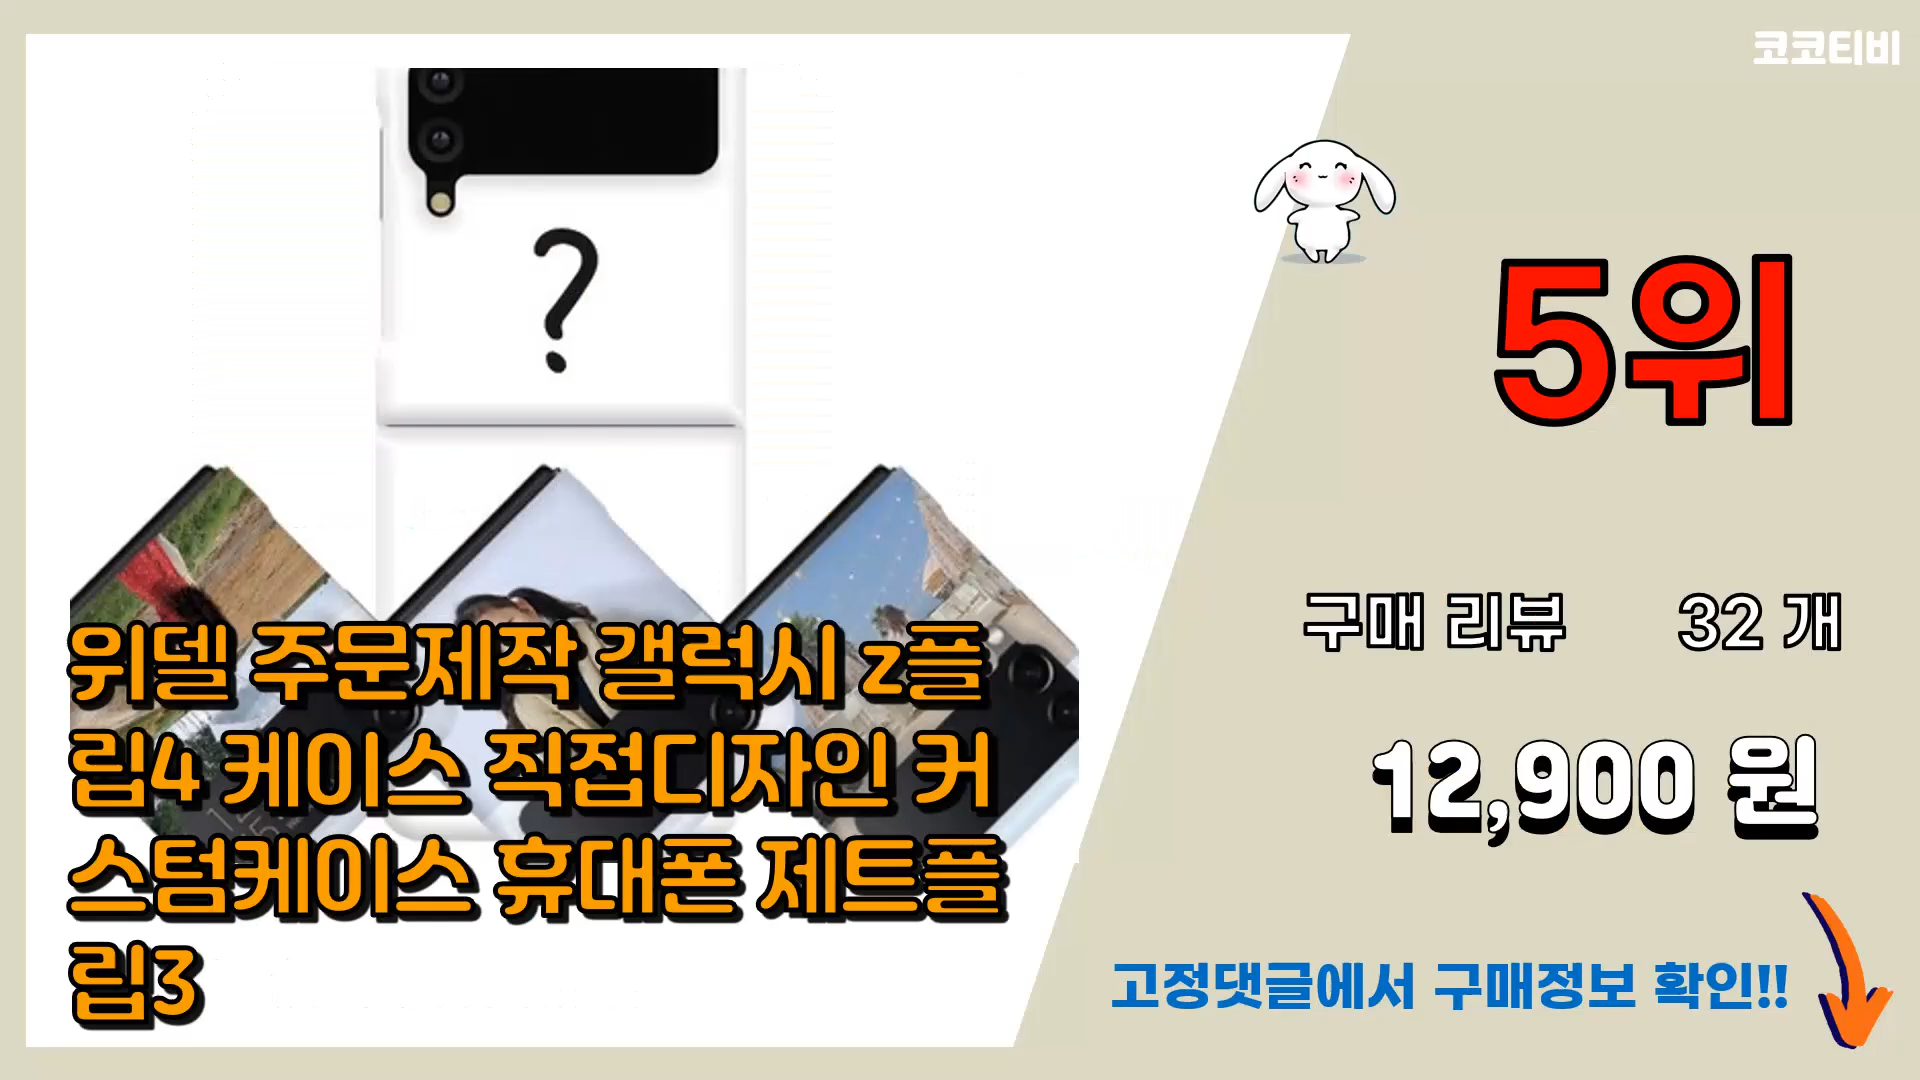 코코티비
?
5위
구매 리뷰 32 개
12,900 원
위델 주문제작 갤럭시 z플
립4 케이스 직접디자인 커
스텀케이스 휴대폰 제트플
립3
고정댓글에서 구매정보 확인!!